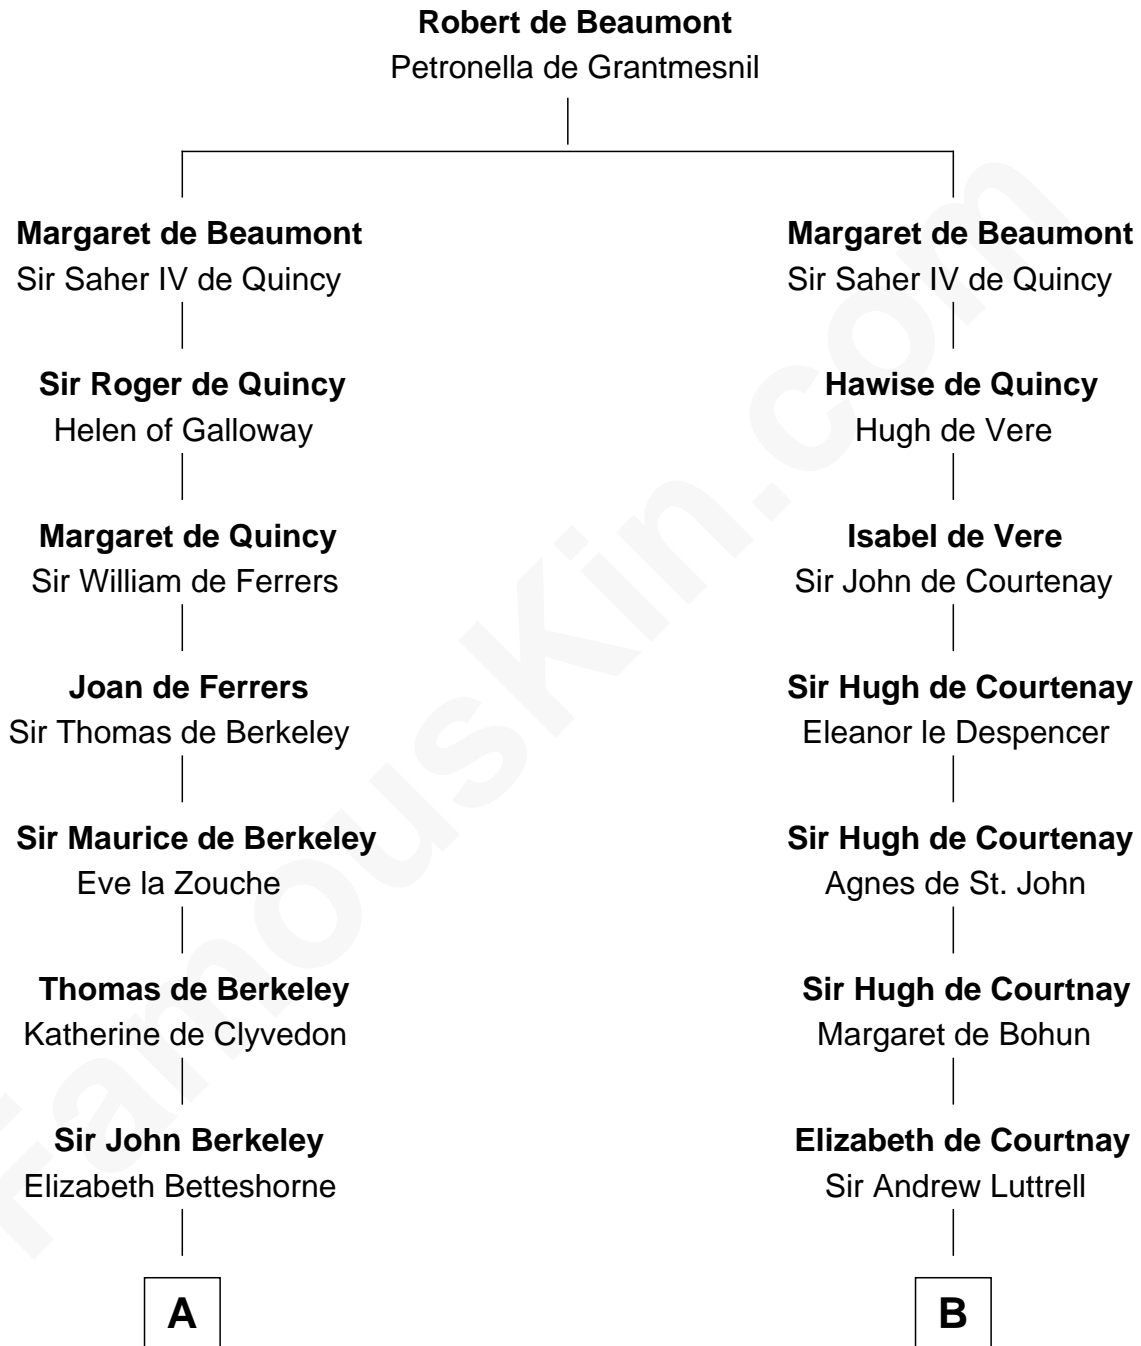 Robert de Beaumont
Petronella de Grantmesnil
Margaret de Beaumont
Sir Saher IV de Quincy
Margaret de Beaumont
Sir Saher IV de Quincy
Sir Roger de Quincy
Helen of Galloway
Hawise de Quincy
Hugh de Vere
Margaret de Quincy
Sir William de Ferrers
Isabel de Vere
Sir John de Courtenay
Joan de Ferrers
Sir Thomas de Berkeley
Sir Hugh de Courtenay
Eleanor le Despencer
Sir Maurice de Berkeley
Eve la Zouche
Sir Hugh de Courtenay
Agnes de St. John
Thomas de Berkeley
Katherine de Clyvedon
Sir Hugh de Courtnay
Margaret de Bohun
Sir John Berkeley
Elizabeth Betteshorne
Elizabeth de Courtnay
Sir Andrew Luttrell
A
B
FamousKin.com